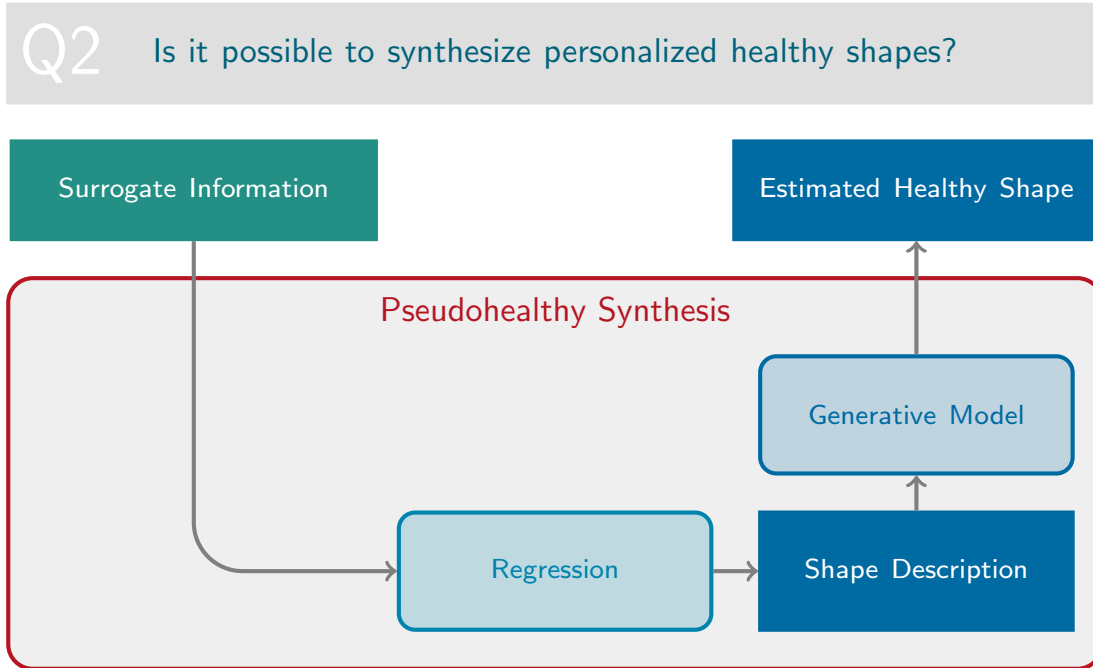 Q2 Is it possible to synthesize personalized healthy shapes?
Surrogate Information
Estimated Healthy Shape
Pseudohealthy Synthesis
Generative Model
Regression
Shape Description